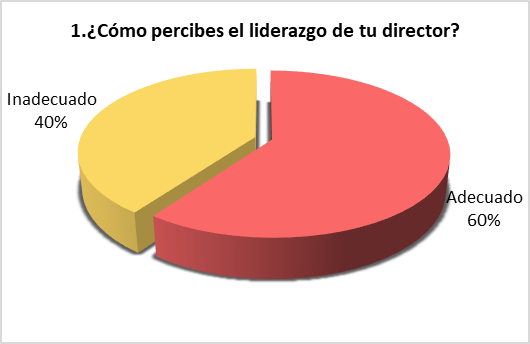 1.¿Cómo percibes el liderazgo de tu director?
Inadecuado
40%
Adecuado
60%